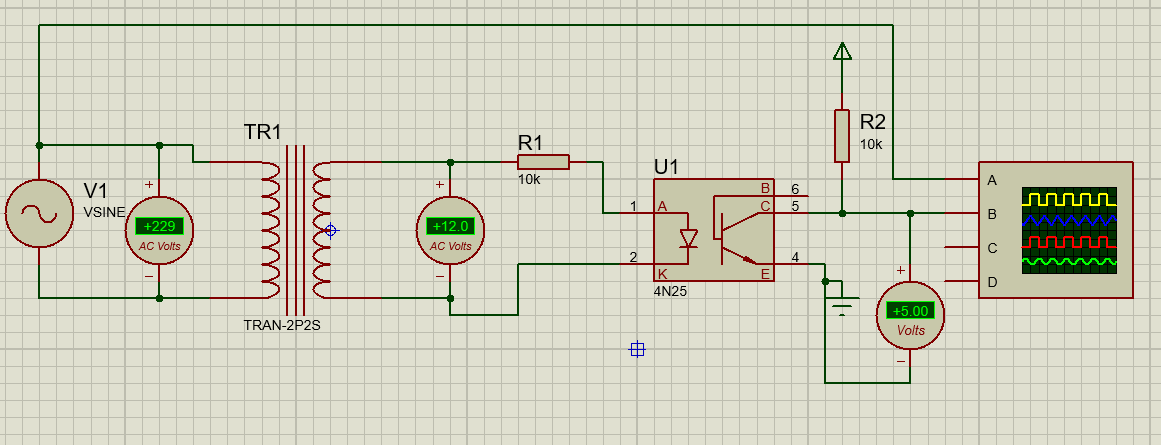 TR1
V1
VSINE
+
+229
AC Volts
−
TRAN-2P2S
+
+12.0
AC Volts
−
R1
10k
U1
1
A
2
K
B
6
C
5
E
4
4N25
R2
10k
A
B
C
D
+
+5.00
Volts
−